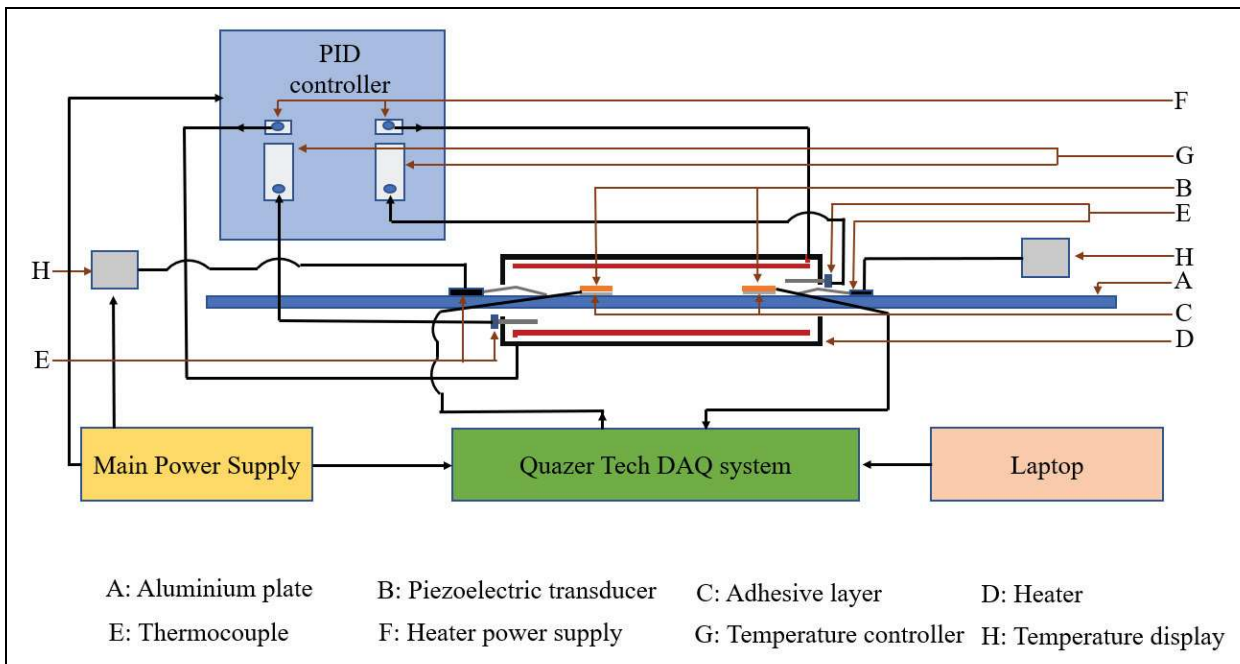 PID
controller
F
G
B
E
H
H
A
C
D
E
Main Power Supply
Quazer Tech DAQ system
Laptop
A: Aluminium plate
B: Piezoelectric transducer
C: Adhesive layer
D: Heater
E: Thermocouple
F: Heater power supply
G: Temperature controller
H: Temperature display